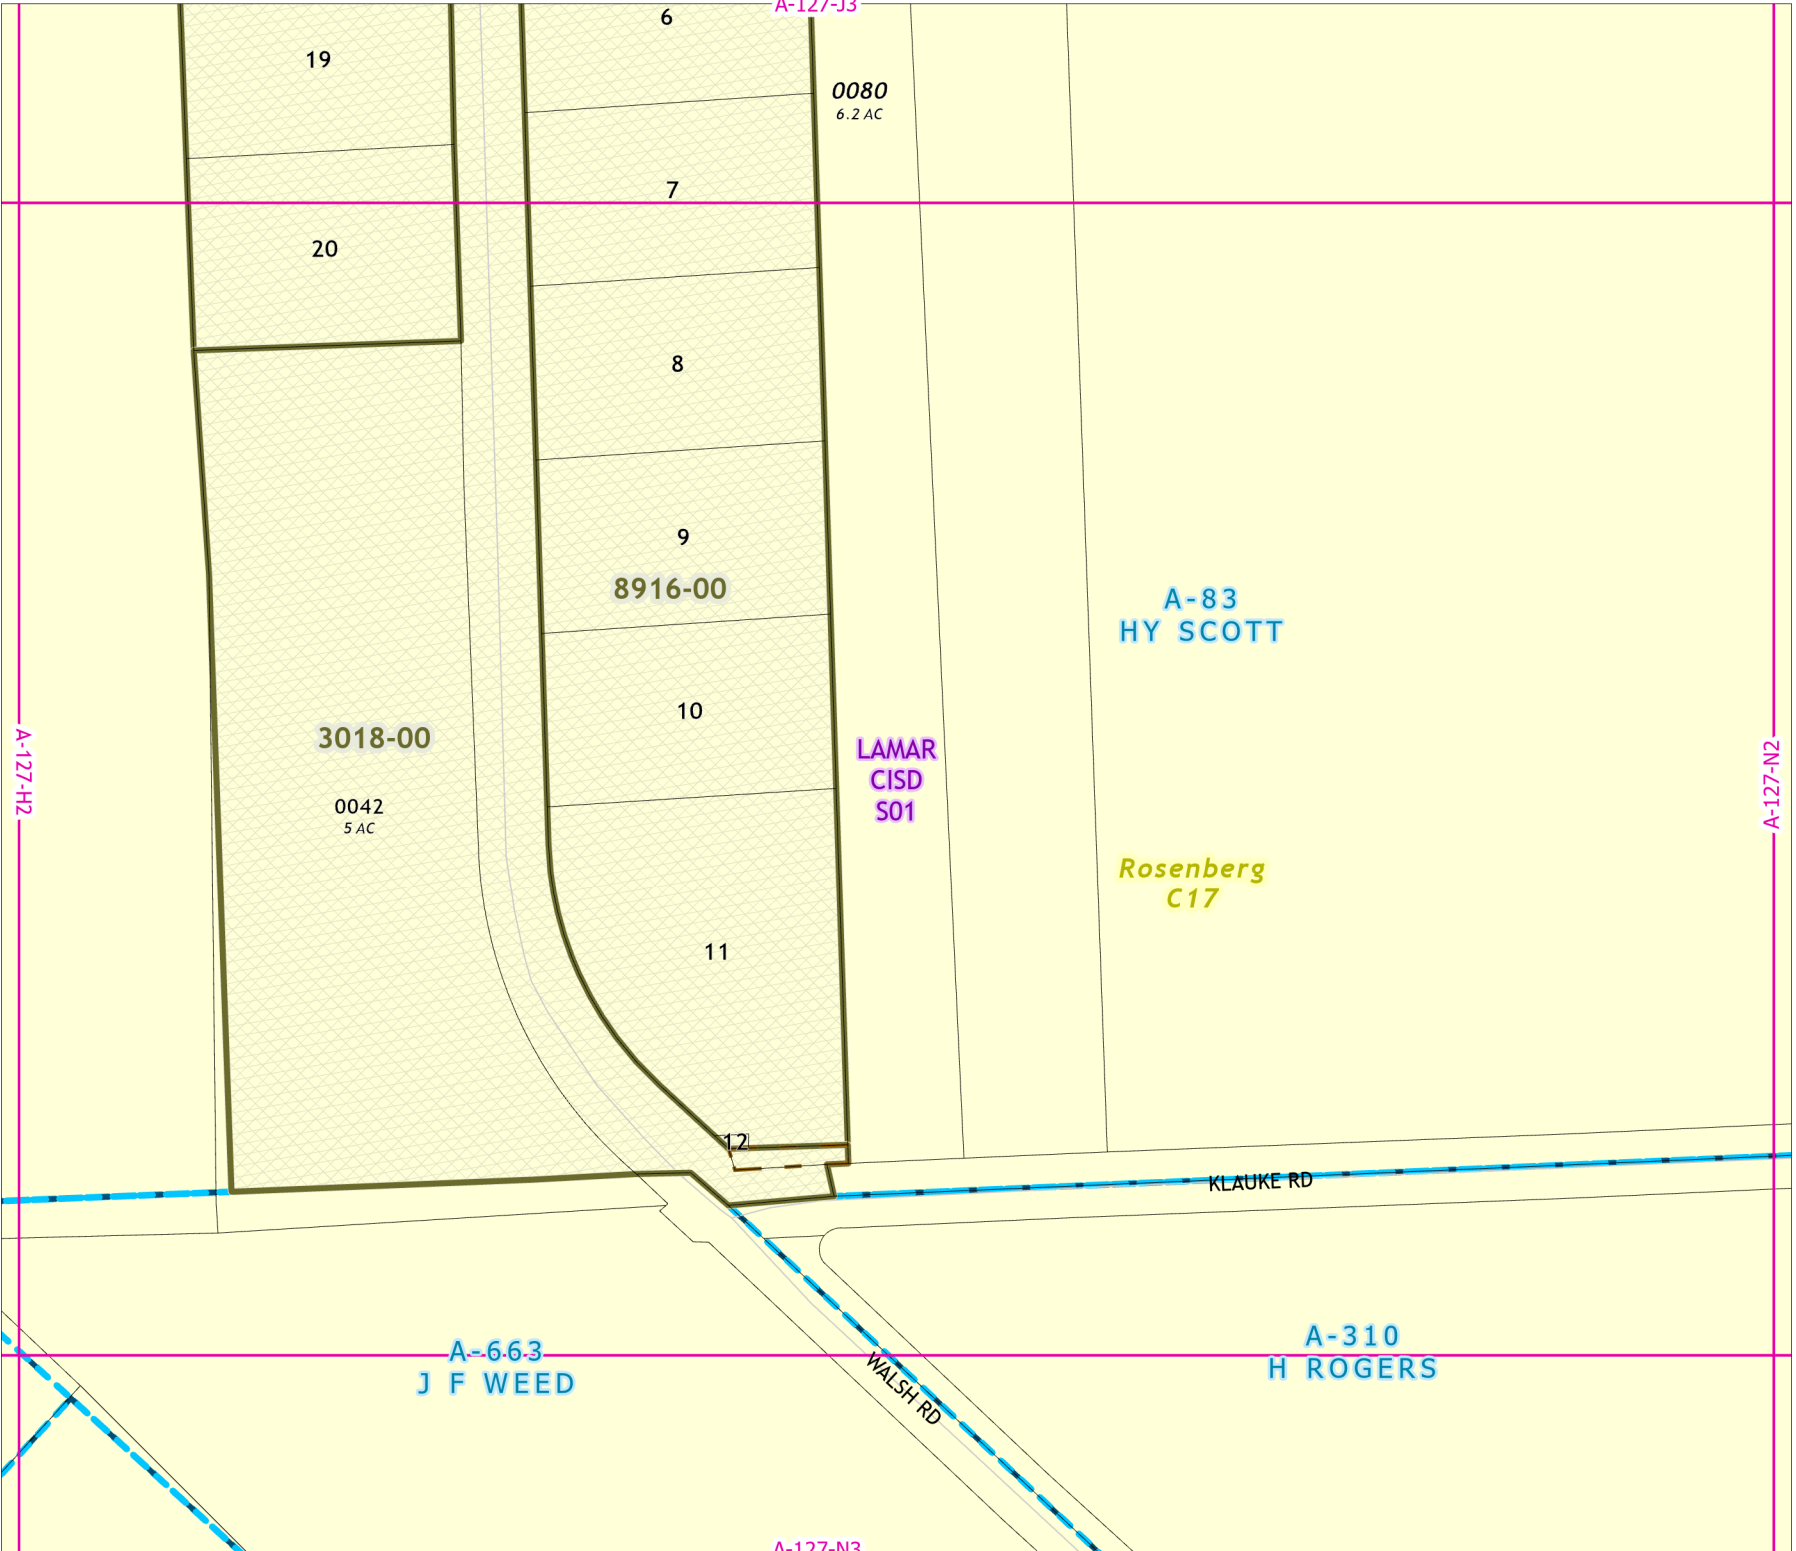 A-127-J3
6
19
0080
6.2 AC
7
20
8
9
8916-00
A-83
HY SCOTT
10
3018-00
LAMAR
CISD
S01
A-127-H2
A-127-N2
0042
5 AC
Rosenberg
C17
11
12
KLAUKE RD
A-663
J F WEED
A-310
H ROGERS
WALSH RD
A-127-N3